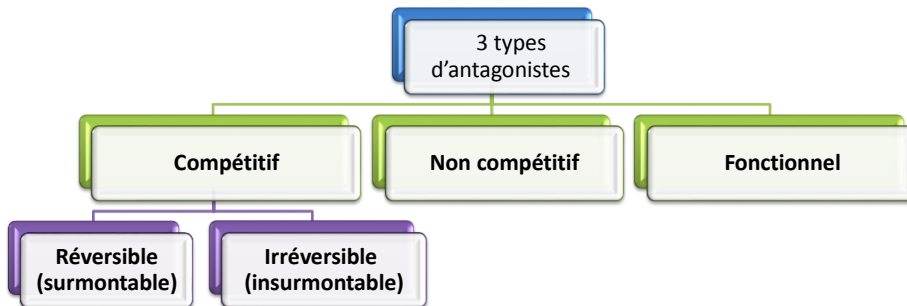 3 types
d’antagonistes
Compétitif
Non compétitif
Fonctionnel
Réversible
(surmontable)
Irréversible
(insurmontable)